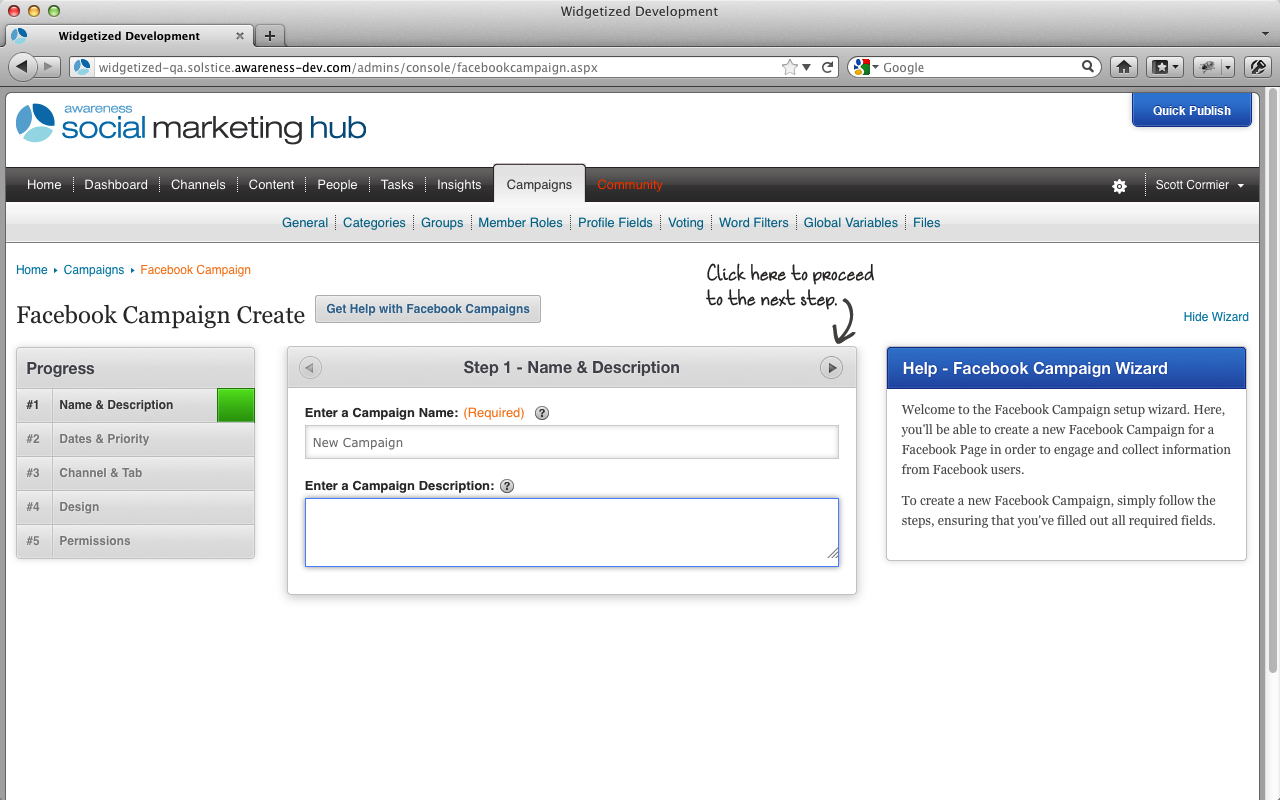 Widgetized Development
Widgetized Development
widgetized-qa.solstice.awareness-dev.com/admins/console/facebookcampaign.aspx
Google
awareness
social marketing hub
Quick Publish
Home Dashboard Channels Content People Tasks Insights Campaigns Community Scott Cormier
General Categories Groups Member Roles Profile Fields Voting Word Filters Global Variables Files
Home Campaigns Facebook Campaign
Click here to proceed
to the next step.
Facebook Campaign Create
Get Help with Facebook Campaigns
Hide Wizard
Progress
#1 Name & Description
#2 Dates & Priority
#3 Channel & Tab
#4 Design
#5 Permissions
Step 1 - Name & Description
Enter a Campaign Name: (Required) ?
New Campaign
Enter a Campaign Description: ?
Help - Facebook Campaign Wizard
Welcome to the Facebook Campaign setup wizard. Here,
you'll be able to create a new Facebook Campaign for a
Facebook Page in order to engage and collect information
from Facebook users.
To create a new Facebook Campaign, simply follow the
steps, ensuring that you've filled out all required fields.